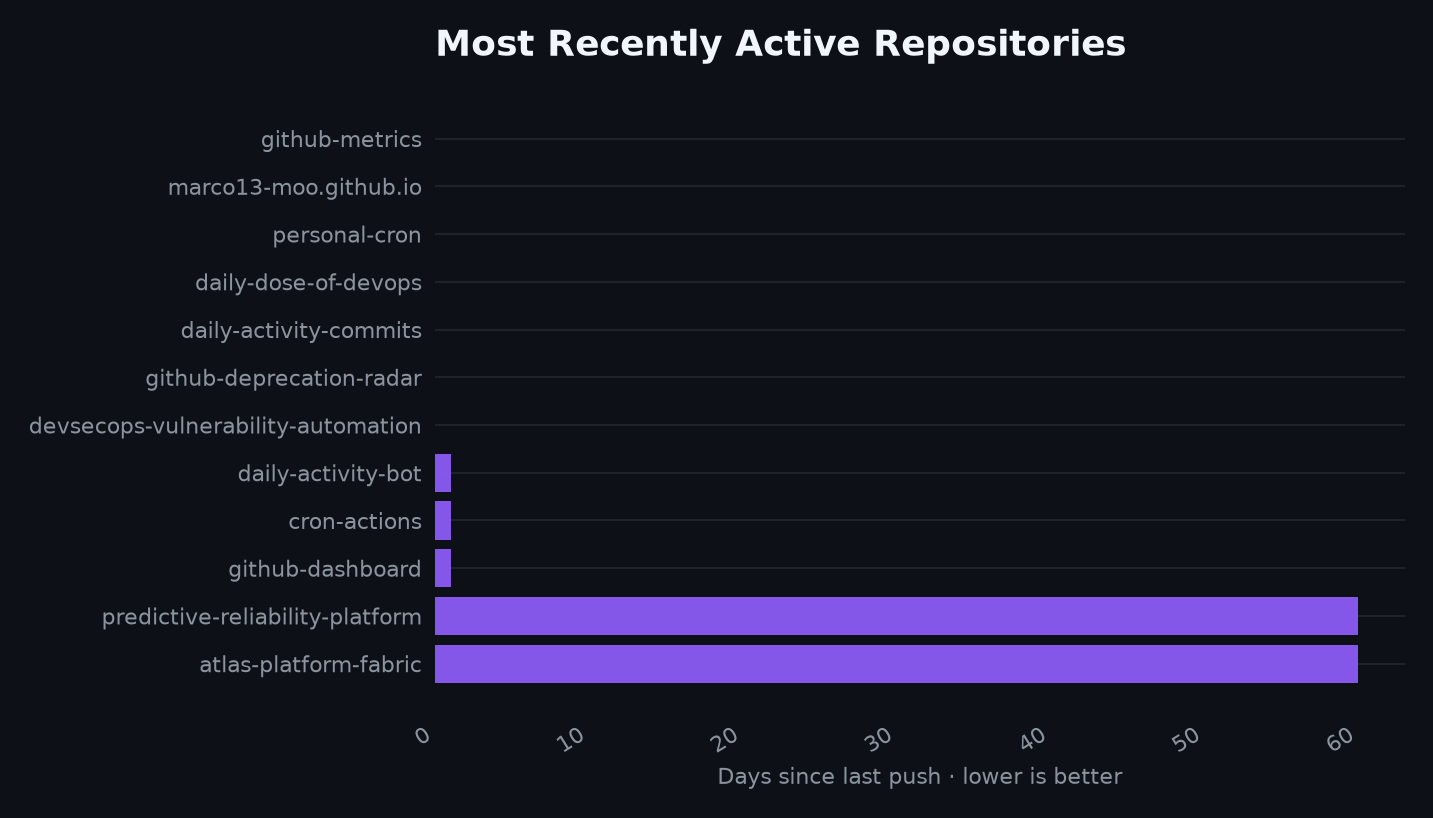 Most Recently Active Repositories
github-metrics
marco13-moo.github.io
personal-cron
daily-dose-of-devops
daily-activity-commits
github-deprecation-radar
devsecops-vulnerability-automation
daily-activity-bot
cron-actions
github-dashboard
predictive-reliability-platform
atlas-platform-fabric
0 10 20 30 40 50 60
Days since last push · lower is better